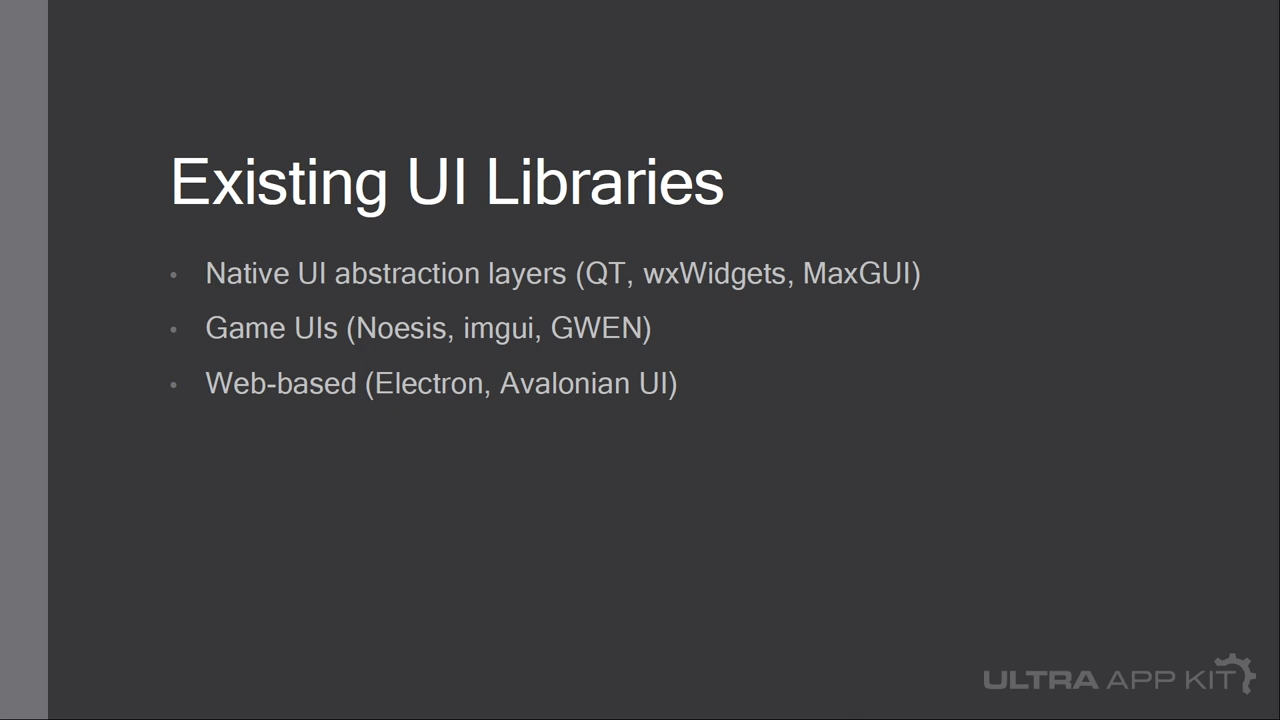 Existing UI Libraries
• Native UI abstraction layers (QT, wxWidgets, MaxGUI)
• Game UIs (Noesis, imgui, GWEN)
• Web-based (Electron, Avalonian UI)
ULTRA APP KIT